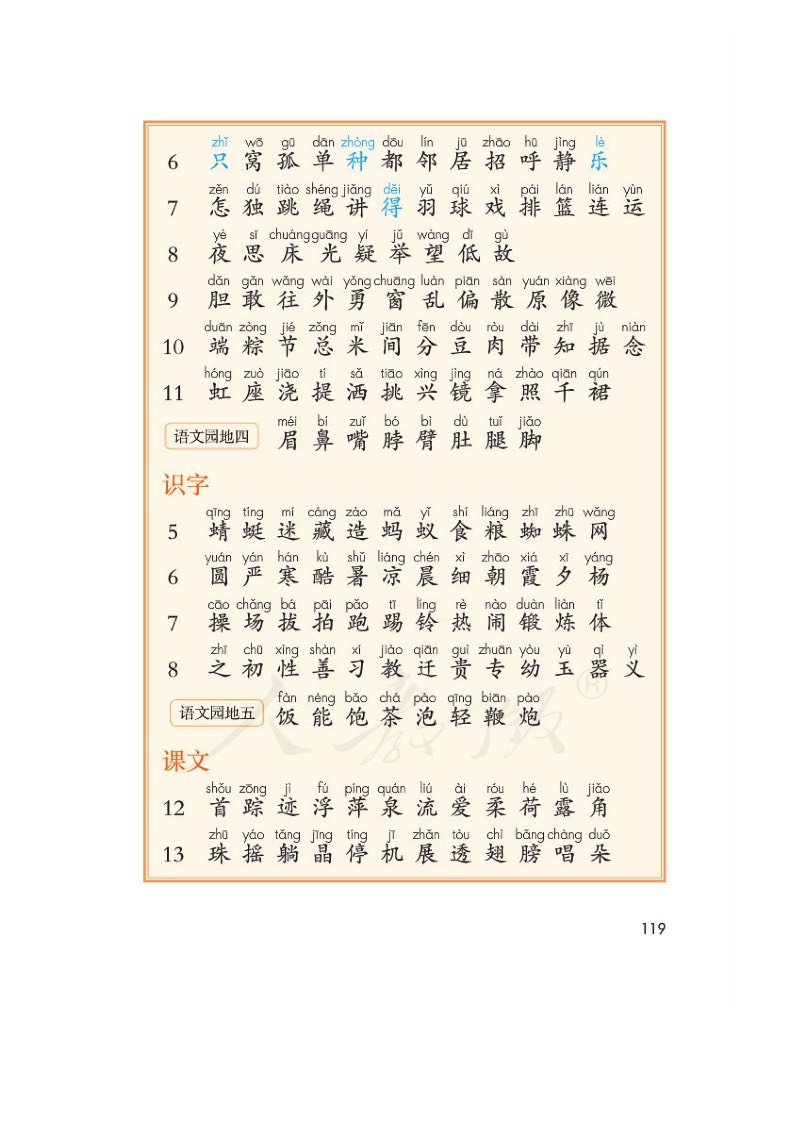 zhǐ wō gū dān zhòng dōu lín jū zhāo hū jìng lè
6 只 窝 孤 单 种 都 邻 居 招 呼 静 乐
zěn dú tiào shéng jiǎng děi yǔ qiú xì pái lán lián yùn
7 怎 独 跳 绳 讲 得 羽 球 戏 排 篮 连 运
yè sī chuáng guāng yí jǔ wàng dī gù
8 夜 思 床 光 疑 举 望 低 故
dǎn gǎn wǎng wài yǒng chuāng luàn piān sàn yuán xiàng wēi
9 胆 敢 往 外 勇 窗 乱 偏 散 原 像 微
duān zòng jié zǒng mǐ jiān fēn dòu ròu dài zhī jù niàn
10 端 粽 节 总 米 间 分 豆 肉 带 知 据 念
hóng zuò jiāo tí sǎ tiāo xìng jìng ná zhào qiān qún
11 虹 座 浇 提 洒 挑 兴 镜 拿 照 千 裙
méi bí zuǐ bó bì dù tuǐ jiǎo
语文园地四 眉 鼻 嘴 脖 臂 肚 腿 脚
识字
qīng tíng mí cáng zào mǎ yǐ shí liáng zhī zhū wǎng
5 蜻 蜓 迷 藏 造 蚂 蚁 食 粮 蜘 蛛 网
yuán yán hán kù shǔ liáng chén xì zhāo xiá xī yáng
6 圆 严 寒 酷 暑 凉 晨 细 朝 霞 夕 杨
cāo chǎng bá pāi pǎo tī líng rè nào duàn liàn tǐ
7 操 场 拔 拍 跑 踢 铃 热 闹 锻 炼 体
zhī chū xìng shàn xí jiào qiān guì zhuān yòu yù qì yì
8 之 初 性 善 习 教 迁 贵 专 幼 玉 器 义
fàn néng bǎo chá pào qīng biān pào
语文园地五 饭 能 饱 茶 泡 轻 鞭 炮
人教版®
课文
shǒu zōng jì fú píng quán liú ài róu hé lù jiǎo
12 首 踪 迹 浮 萍 泉 流 爱 柔 荷 露 角
zhū yáo tǎng jīng tíng jī zhǎn tòu chì bǎng chàng duǒ
13 珠 摇 躺 晶 停 机 展 透 翅 膀 唱 朵
119